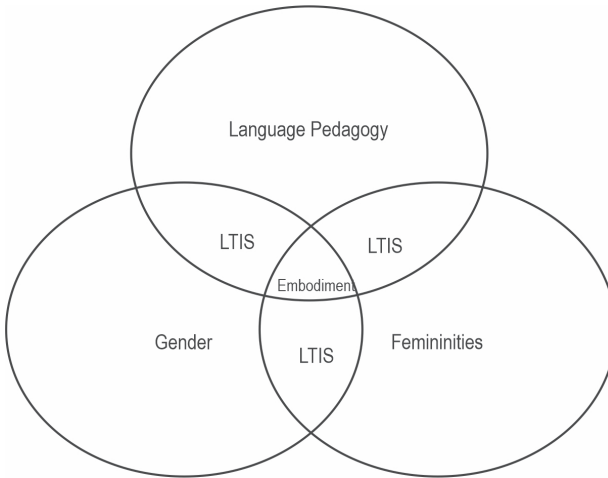 Language Pedagogy
LTIS
LTIS
Embodiment
Gender
LTIS
Femininities